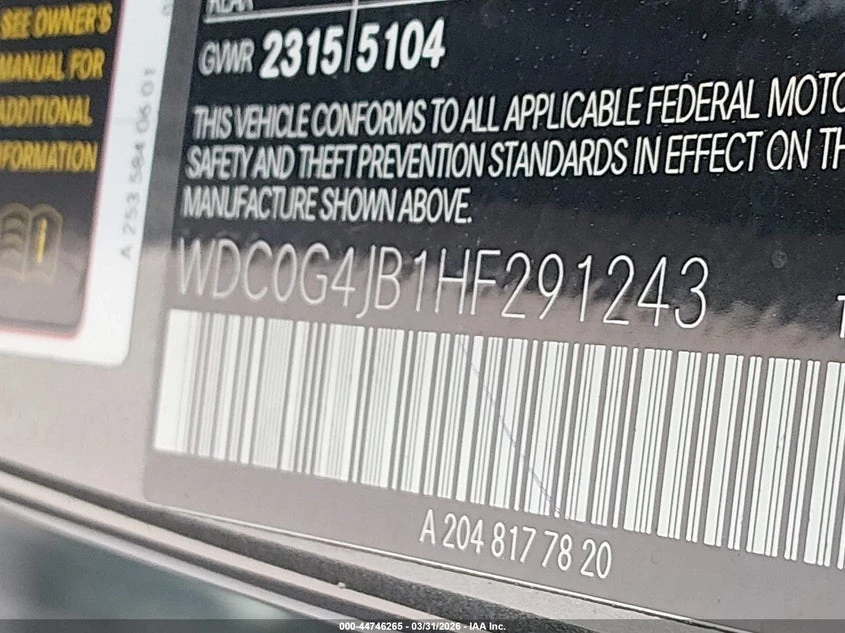 SEE OWNER'S
MANUAL FOR
ADDITIONAL
INFORMATION
A 253 584 06 01
REAR
GVWR 2315 5104
THIS VEHICLE CONFORMS TO ALL APPLICABLE FEDERAL MOTO
SAFETY AND THEFT PREVENTION STANDARDS IN EFFECT ON TH
MANUFACTURE SHOWN ABOVE.
WDC0G4JB1HF291243
A 204 817 78 20
000-44746265 - 03/31/2026 - IAA Inc.